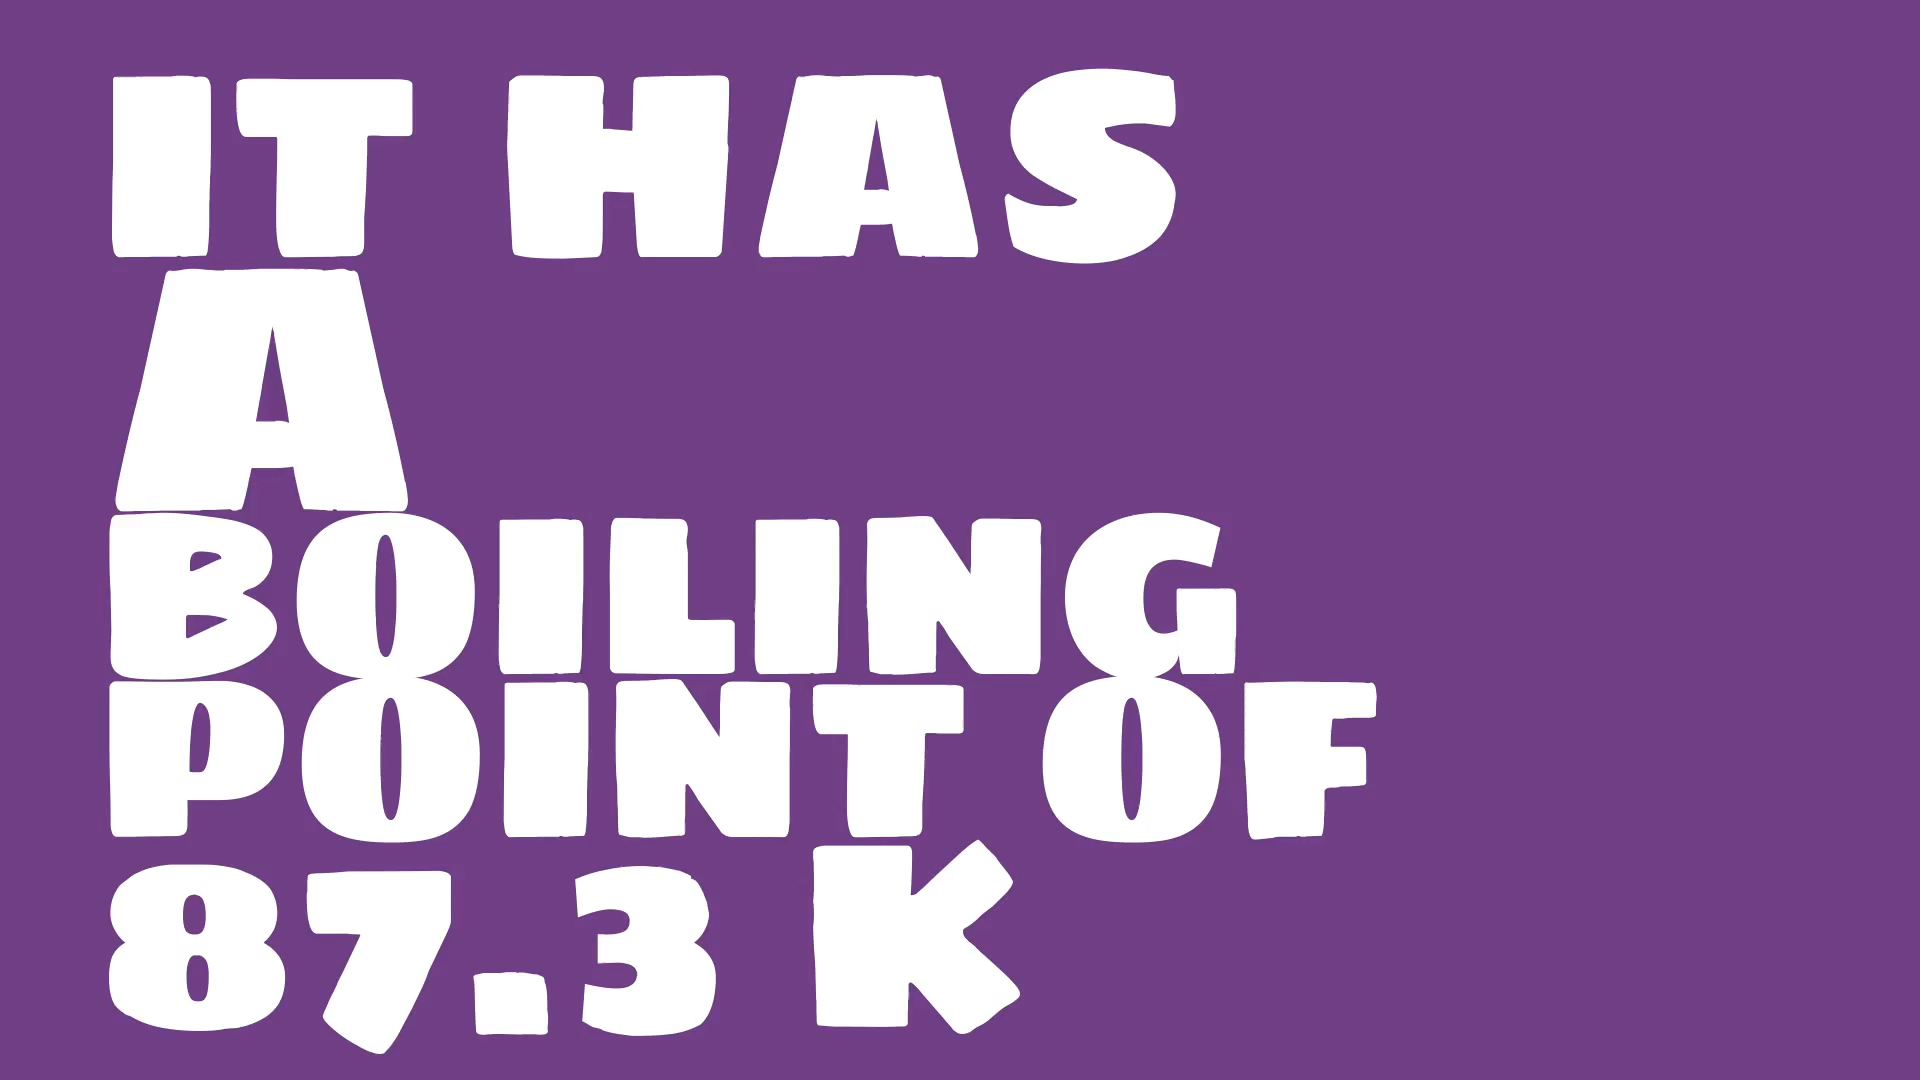 IT HAS
A
BOILING
POINT OF
87.3 K